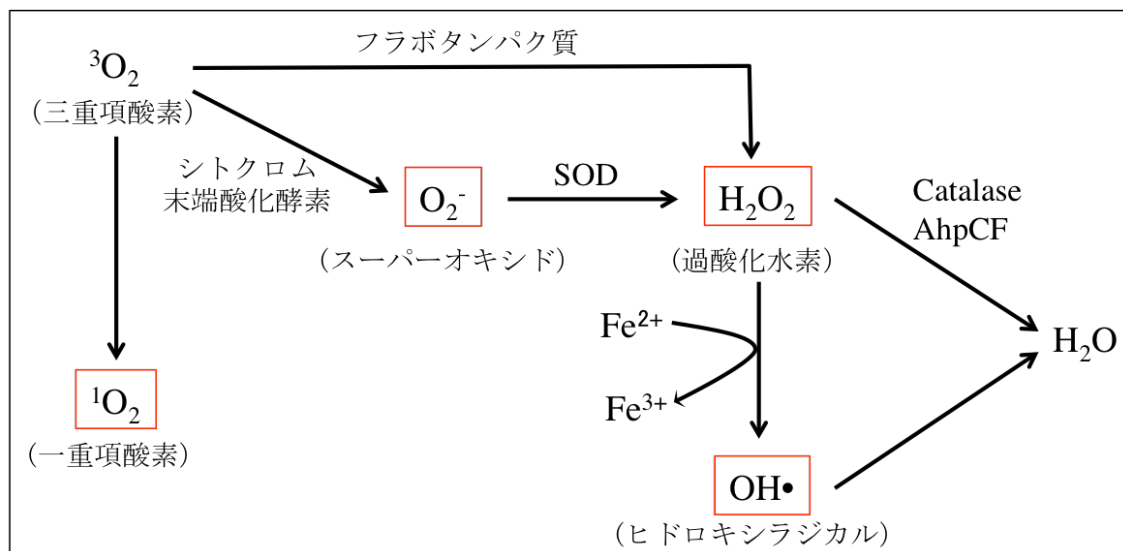 フラボタンパク質
³O₂
(三重項酸素)
シトクロム
末端酸化酵素
O₂⁻
(スーパーオキシド)
SOD
H₂O₂
(過酸化水素)
Catalase
AhpCF
Fe²⁺
Fe³⁺
H₂O
¹O₂
(一重項酸素)
OH•
(ヒドロキシラジカル)